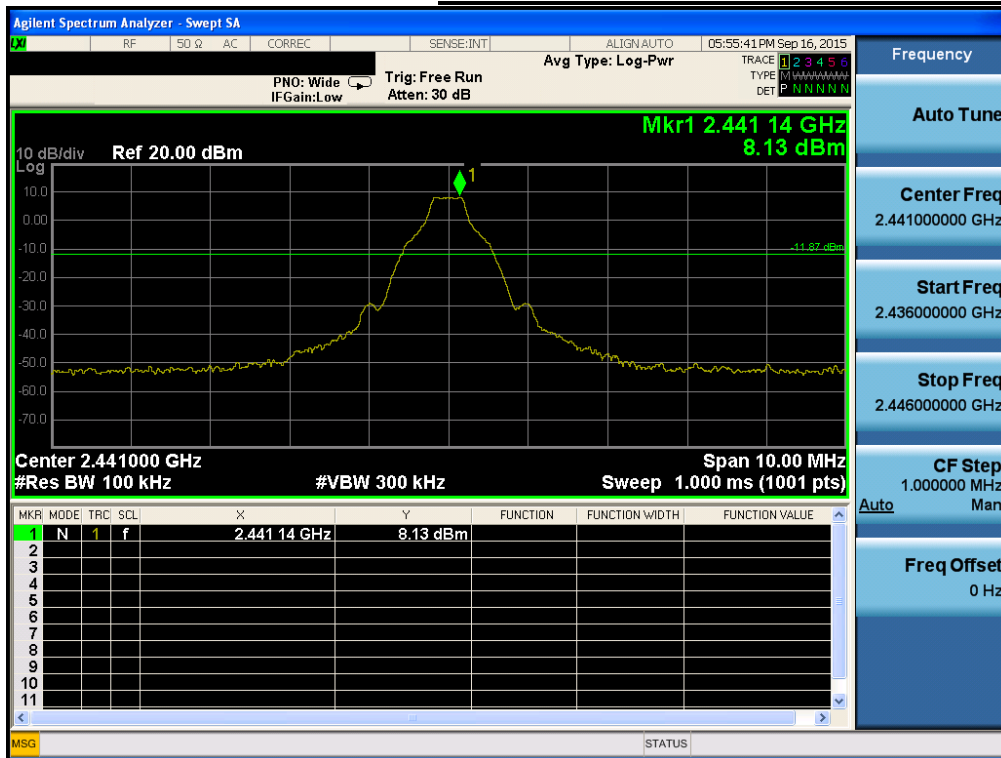 Agilent Spectrum Analyzer - Swept SA
LXI RF 50 Ω AC CORREC SENSE:INT ALIGN AUTO 05:55:41 PM Sep 16, 2015
Avg Type: Log-Pwr TRACE 1 2 3 4 5 6
PNO: Wide Trig: Free Run TYPE M WWWWW
IFGain:Low Atten: 30 dB DET P N N N N N
Mkr1 2.441 14 GHz
8.13 dBm
10 dB/div Ref 20.00 dBm
Log
1
10.0
0.00
-10.0
-11.87 dBm
-20.0
-30.0
-40.0
-50.0
-60.0
-70.0
Center 2.441000 GHz Span 10.00 MHz
#Res BW 100 kHz #VBW 300 kHz Sweep 1.000 ms (1001 pts)
MKR MODE TRC SCL X Y FUNCTION FUNCTION WIDTH FUNCTION VALUE
1 N 1 f 2.441 14 GHz 8.13 dBm
2
3
4
5
6
7
8
9
10
11
MSG STATUS
Frequency
Auto Tune
Center Freq
2.441000000 GHz
Start Freq
2.436000000 GHz
Stop Freq
2.446000000 GHz
CF Step
1.000000 MHz
Auto Man
Freq Offset
0 Hz